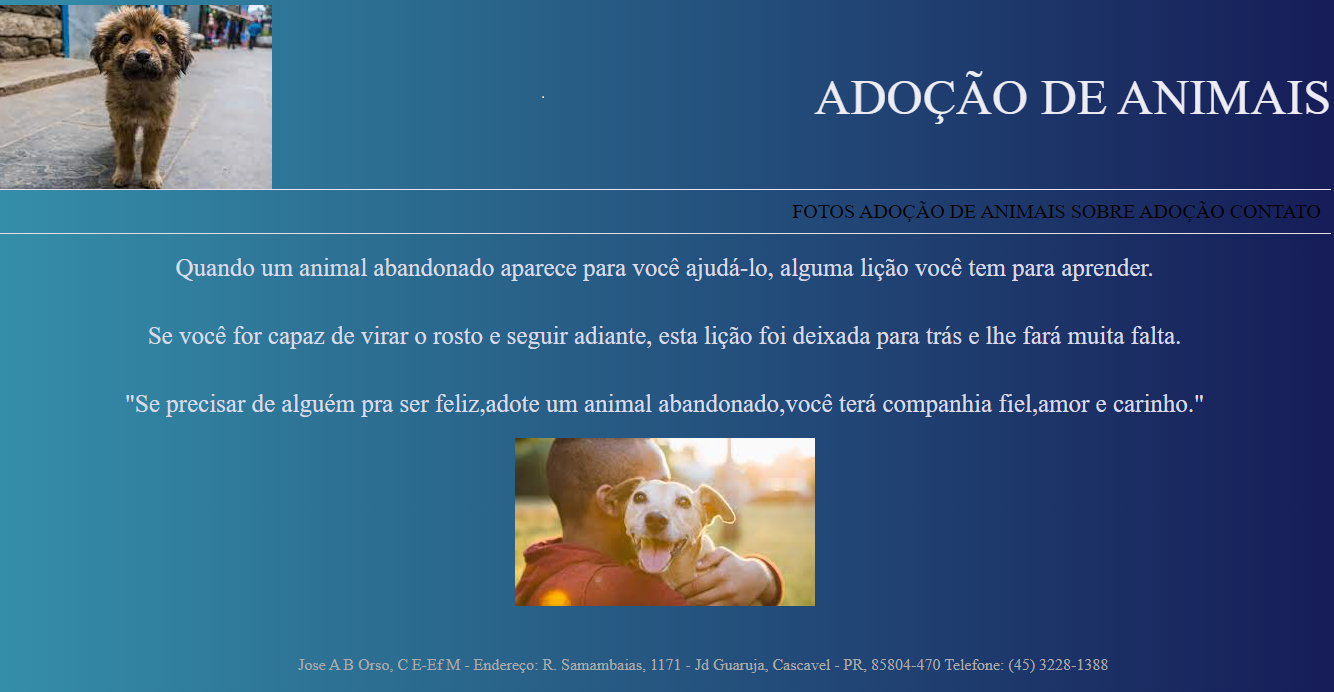 ADOÇÃO DE ANIMAIS
FOTOS ADOÇÃO DE ANIMAIS SOBRE ADOÇÃO CONTATO
Quando um animal abandonado aparece para você ajudá-lo, alguma lição você tem para aprender.
Se você for capaz de virar o rosto e seguir adiante, esta lição foi deixada para trás e lhe fará muita falta.
"Se precisar de alguém pra ser feliz,adote um animal abandonado,você terá companhia fiel,amor e carinho."
Jose A B Orso, C E-Ef M - Endereço: R. Samambaias, 1171 - Jd Guaruja, Cascavel - PR, 85804-470 Telefone: (45) 3228-1388